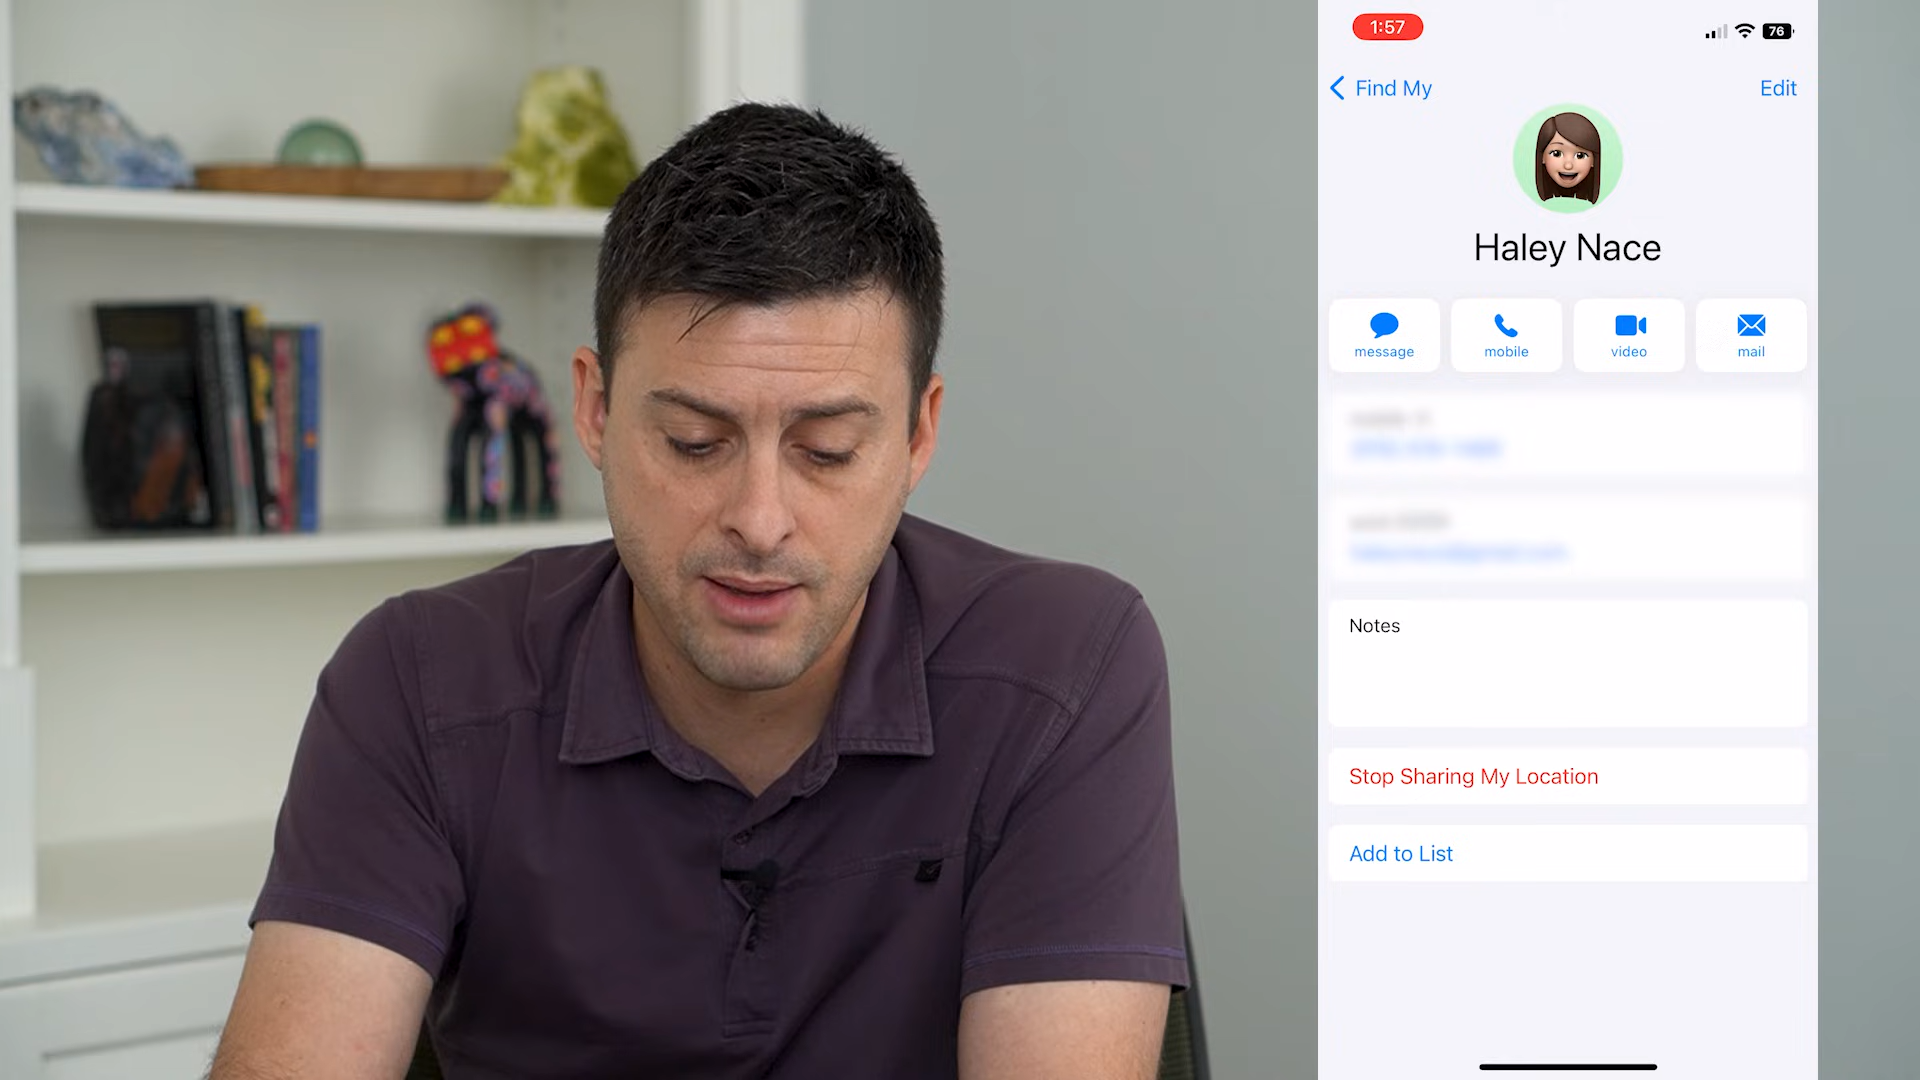 1:57
76
Find My
Edit
Haley Nace
message
mobile
video
mail
Notes
Stop Sharing My Location
Add to List